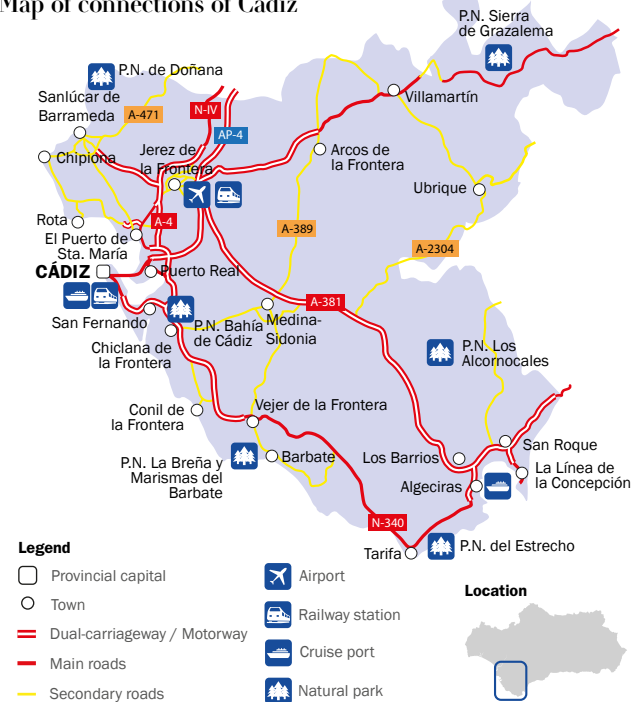 Map of connections of Cádiz
P.N. Sierra
de Grazalema
P.N. de Doñana
Sanlúcar de
Barrameda
A-471
N-IV
AP-4
Villamartín
Chipiona
Jerez de
la Frontera
Arcos de
la Frontera
Ubrique
Rota
A-4
A-389
El Puerto de
Sta. María
A-2304
CÁDIZ
Puerto Real
A-381
San Fernando
P.N. Bahía
de Cádiz
Medina-
Sidonia
Chiclana de
la Frontera
P.N. Los
Alcornocales
Conil de
la Frontera
Vejer de la Frontera
San Roque
P.N. La Breña y
Marismas del
Barbate
Barbate
Los Barrios
La Línea de
la Concepción
Algeciras
N-340
Tarifa
P.N. del Estrecho
Legend
Provincial capital
Town
Dual-carriageway / Motorway
Main roads
Secondary roads
Airport
Railway station
Cruise port
Natural park
Location